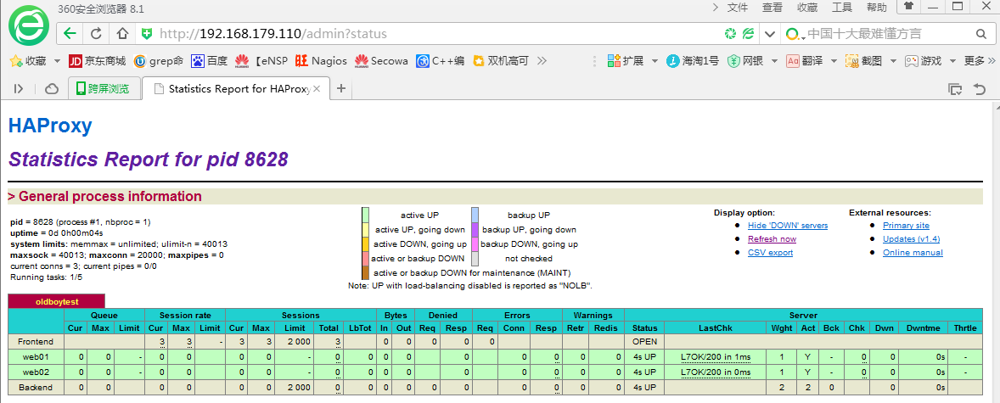 360安全浏览器 8.1
文件 查看 收藏 工具 帮助
http://192.168.179.110/admin?status
中国十大最难懂方言
收藏 JD 京东商城 grep命 百度 【eNSP 旺 Nagios Secowa C++编 双机高可 扩展 海淘1号 网银 Aa 翻译 截图 游戏 更多
跨屏浏览 Statistics Report for HAProxy
HAProxy
Statistics Report for pid 8628
> General process information
pid = 8628 (process #1, nbproc = 1)
uptime = 0d 0h00m04s
system limits: memmax = unlimited; ulimit-n = 40013
maxsock = 40013; maxconn = 20000; maxpipes = 0
current conns = 3; current pipes = 0/0
Running tasks: 1/5
active UP backup UP
active UP, going down backup UP, going down
active DOWN, going up backup DOWN, going up
active or backup DOWN not checked
active or backup DOWN for maintenance (MAINT)
Note: UP with load-balancing disabled is reported as "NOLB".
Display option:
Hide 'DOWN' servers
Refresh now
CSV export
External resources:
Primary site
Updates (v1.4)
Online manual
oldboytest
Queue Session rate Sessions Bytes Denied Errors Warnings Server
Cur Max Limit Cur Max Limit Cur Max Limit Total LbTot In Out Req Resp Req Conn Resp Retr Redis Status LastChk Wght Act Bck Chk Dwn Dwntme Thrtle
Frontend 3 3 - 3 3 2 000 3 0 0 0 0 0 OPEN
web01 0 0 - 0 0 0 0 - 0 0 0 0 0 0 0 0 0 4s UP L7OK/200 in 1ms 1 Y - 0 0 0s -
web02 0 0 - 0 0 0 0 - 0 0 0 0 0 0 0 0 0 4s UP L7OK/200 in 0ms 1 Y - 0 0 0s -
Backend 0 0 0 0 0 0 2 000 0 0 0 0 0 0 0 0 0 0 4s UP 2 2 0 0 0s